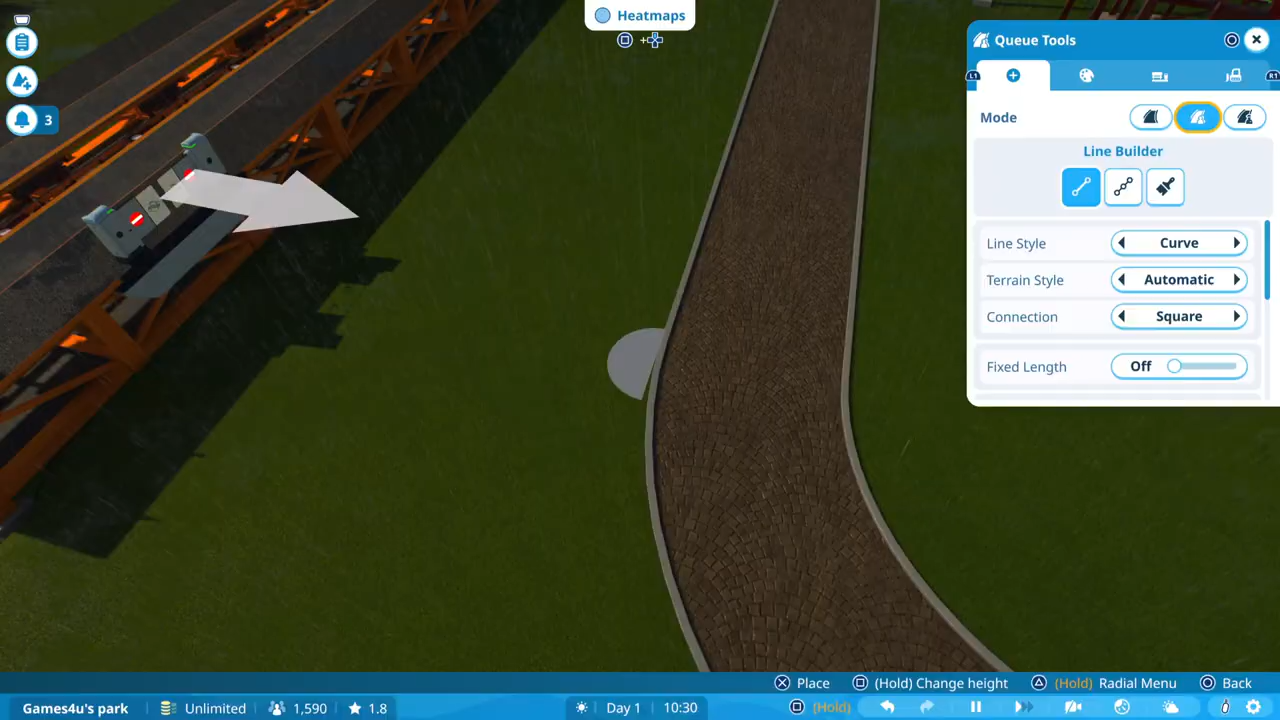 Heatmaps
3
Queue Tools
L1
R1
Mode
Line Builder
Line Style
Curve
Terrain Style
Automatic
Connection
Square
Fixed Length
Off
Place
(Hold) Change height
(Hold) Radial Menu
Back
Games4u's park
Unlimited
1,590
1.8
Day 1
10:30
(Hold)